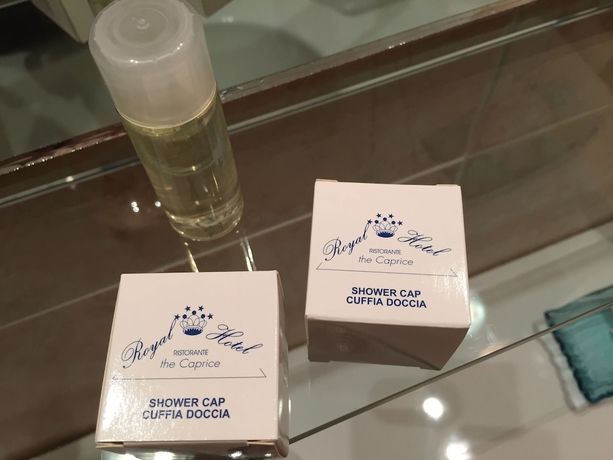 Royal Hotel
RISTORANTE
the Caprice
SHOWER CAP
CUFFIA DOCCIA
Royal Hotel
RISTORANTE
the Caprice
SHOWER CAP
CUFFIA DOCCIA